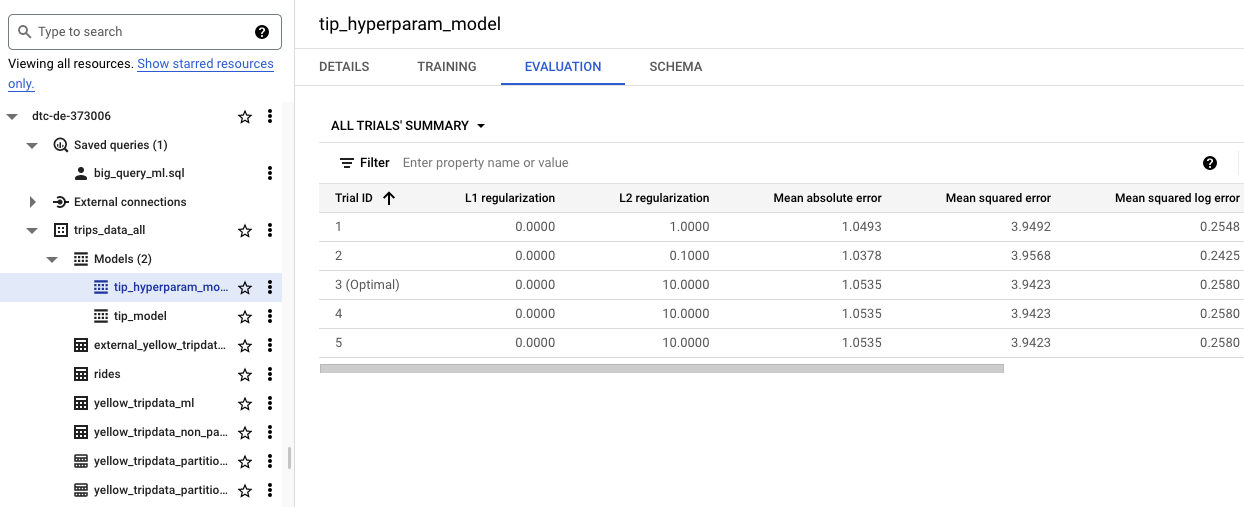 Type to search
Viewing all resources. Show starred resources
only.
dtc-de-373006
Saved queries (1)
big_query_ml.sql
External connections
trips_data_all
Models (2)
tip_hyperparam_mo...
tip_model
external_yellow_tripdat...
rides
yellow_tripdata_ml
yellow_tripdata_non_pa...
yellow_tripdata_partitio...
yellow_tripdata_partitio...
tip_hyperparam_model
DETAILS TRAINING EVALUATION SCHEMA
ALL TRIALS' SUMMARY
Filter Enter property name or value
Trial ID L1 regularization L2 regularization Mean absolute error Mean squared error Mean squared log error
1 0.0000 1.0000 1.0493 3.9492 0.2548
2 0.0000 0.1000 1.0378 3.9568 0.2425
3 (Optimal) 0.0000 10.0000 1.0535 3.9423 0.2580
4 0.0000 10.0000 1.0535 3.9423 0.2580
5 0.0000 10.0000 1.0535 3.9423 0.2580